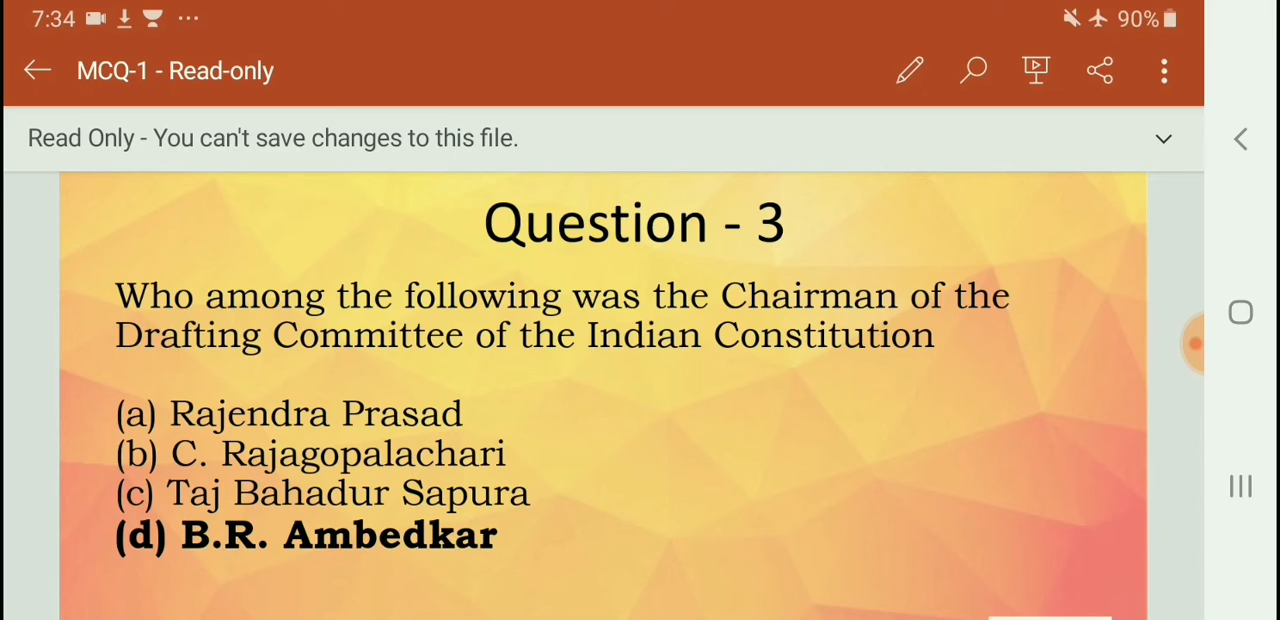 7:34 ... 90%
MCQ-1 - Read-only
Read Only - You can't save changes to this file.
Question - 3
Who among the following was the Chairman of the
Drafting Committee of the Indian Constitution
(a) Rajendra Prasad
(b) C. Rajagopalachari
(c) Taj Bahadur Sapura
(d) B.R. Ambedkar